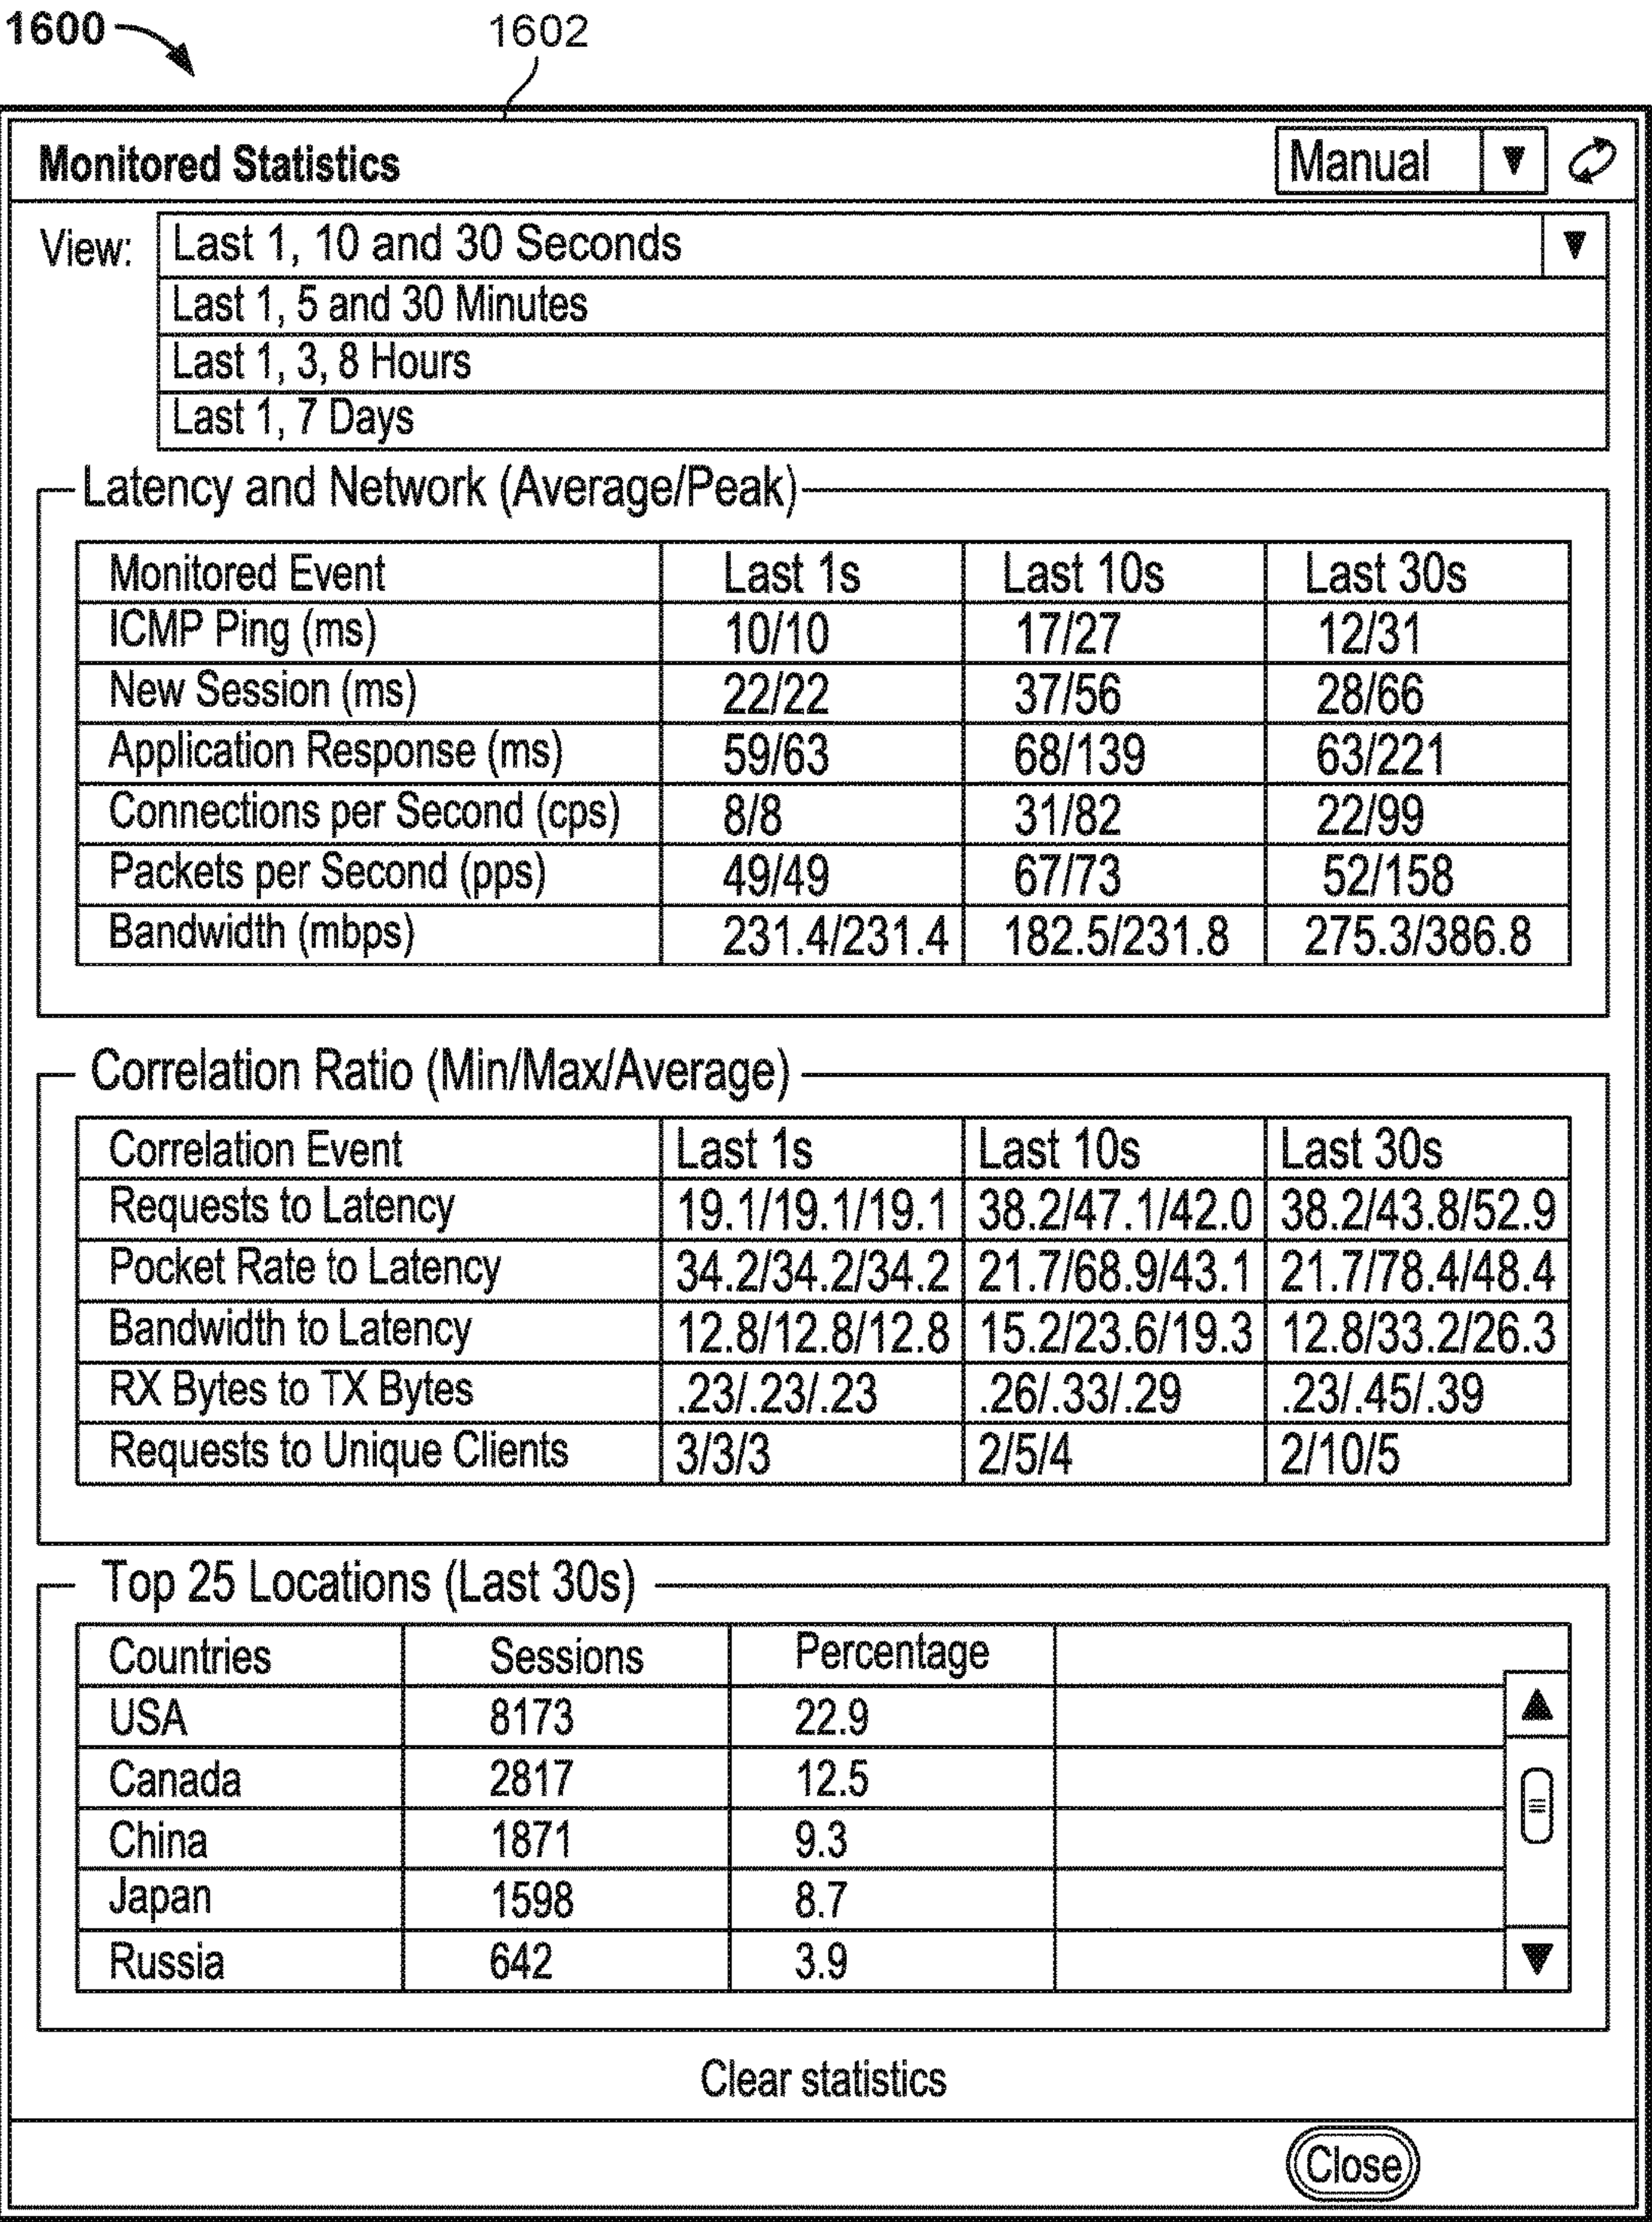 1600
1602
Monitored Statistics Manual
View: Last 1, 10 and 30 Seconds
Last 1, 5 and 30 Minutes
Last 1, 3, 8 Hours
Last 1, 7 Days
Latency and Network (Average/Peak)
Monitored Event Last 1s Last 10s Last 30s
ICMP Ping (ms) 10/10 17/27 12/31
New Session (ms) 22/22 37/56 28/66
Application Response (ms) 59/63 68/139 63/221
Connections per Second (cps) 8/8 31/82 22/99
Packets per Second (pps) 49/49 67/73 52/158
Bandwidth (mbps) 231.4/231.4 182.5/231.8 275.3/386.8
Correlation Ratio (Min/Max/Average)
Correlation Event Last 1s Last 10s Last 30s
Requests to Latency 19.1/19.1/19.1 38.2/47.1/42.0 38.2/43.8/52.9
Pocket Rate to Latency 34.2/34.2/34.2 21.7/68.9/43.1 21.7/78.4/48.4
Bandwidth to Latency 12.8/12.8/12.8 15.2/23.6/19.3 12.8/33.2/26.3
RX Bytes to TX Bytes .23/.23/.23 .26/.33/.29 .23/.45/.39
Requests to Unique Clients 3/3/3 2/5/4 2/10/5
Top 25 Locations (Last 30s)
Countries Sessions Percentage
USA 8173 22.9
Canada 2817 12.5
China 1871 9.3
Japan 1598 8.7
Russia 642 3.9
Clear statistics
Close